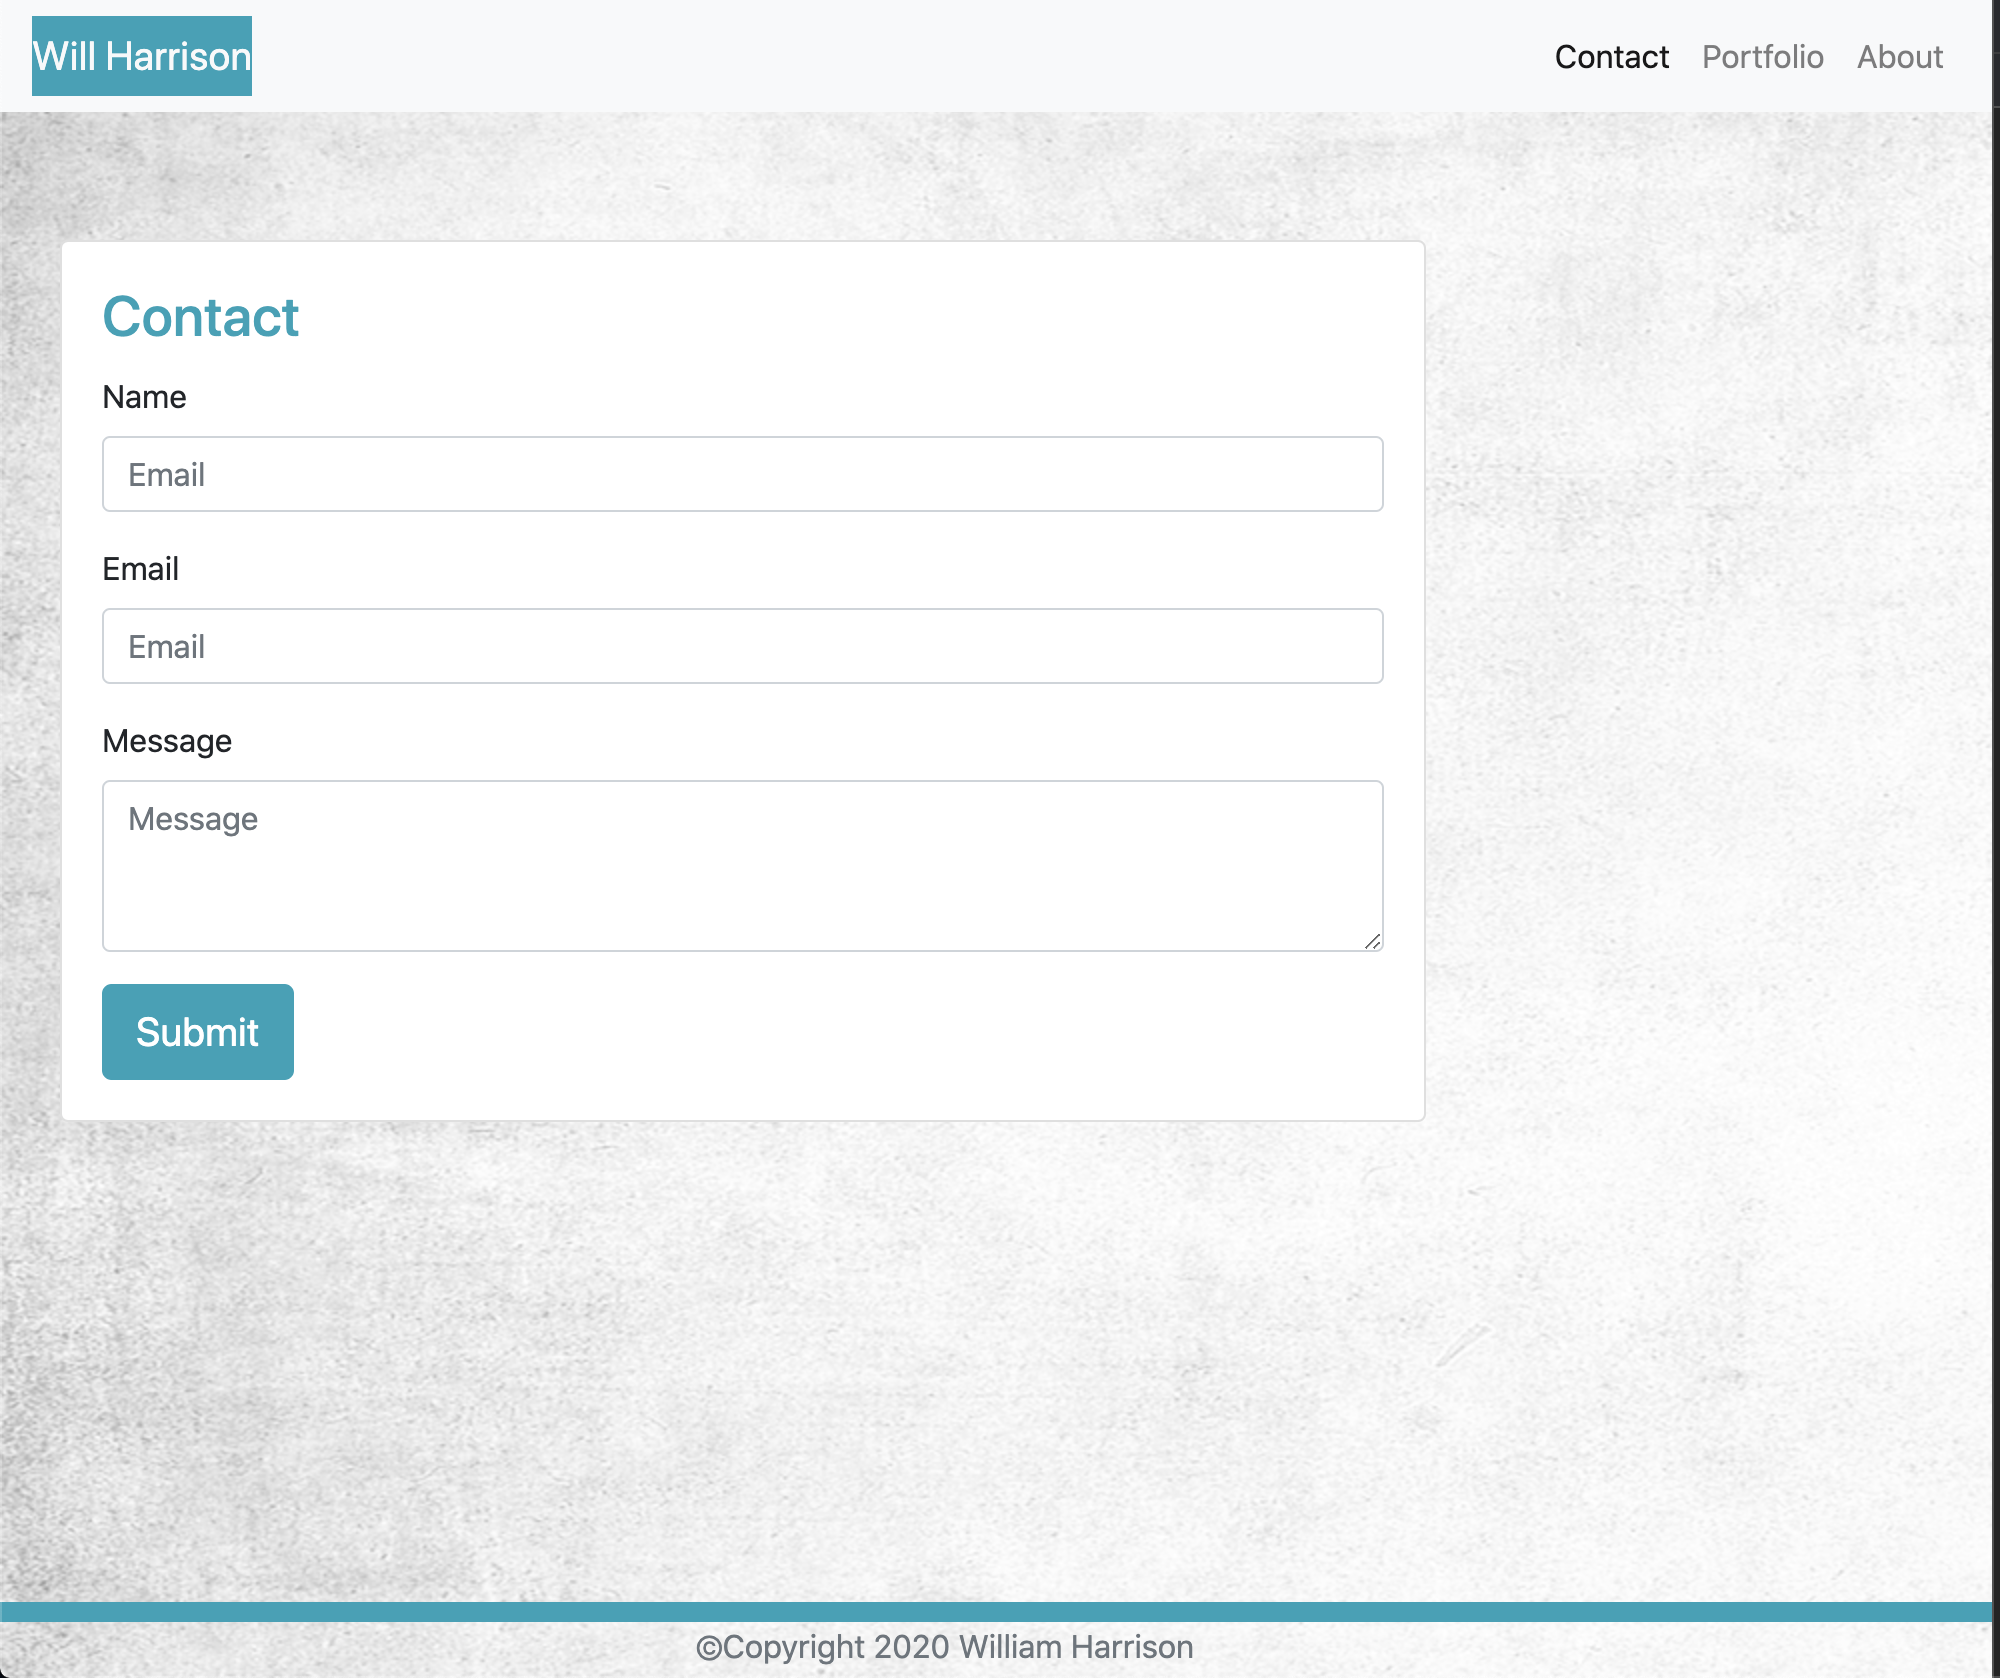 Will Harrison
Contact Portfolio About
Contact
Name
Email
Email
Email
Message
Message
Submit
©Copyright 2020 William Harrison